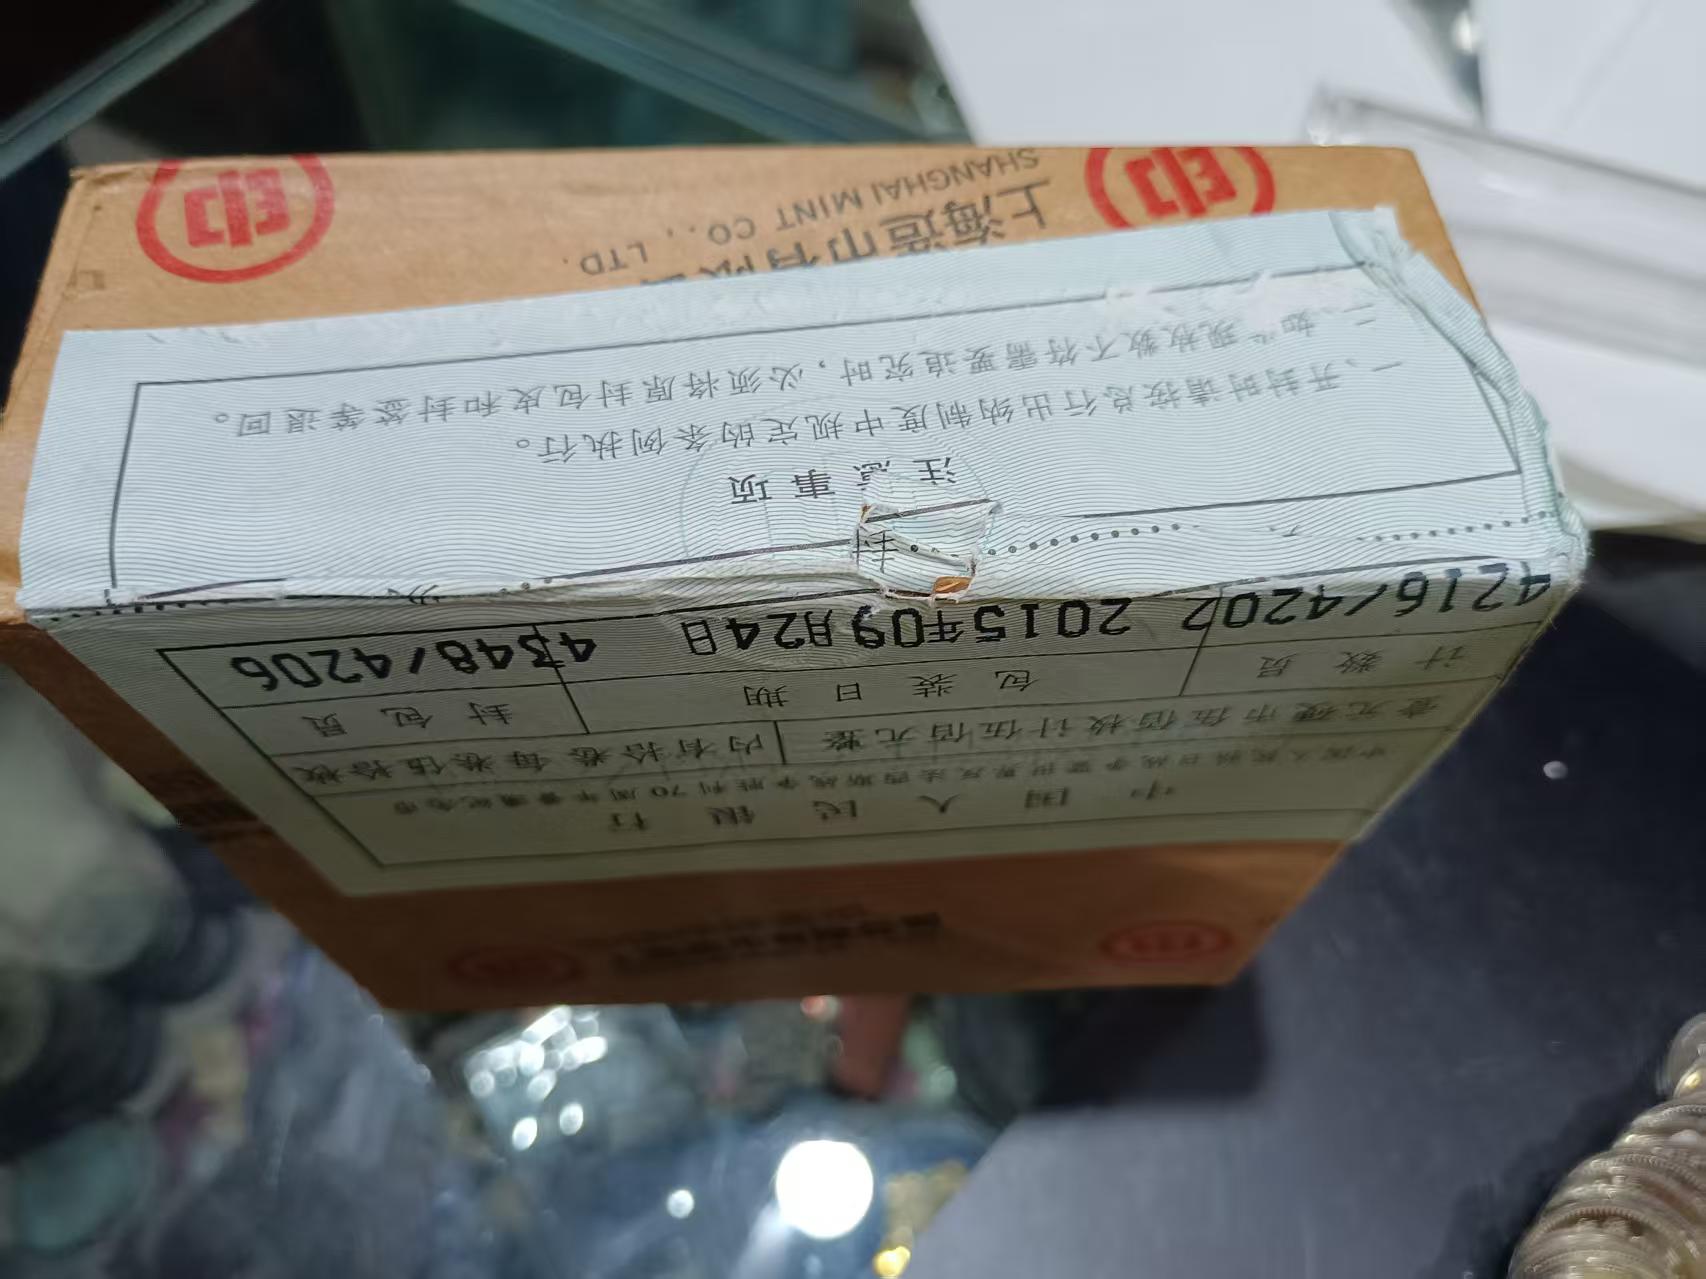 中国人民银行
中国人民抗日战争暨世界反法西斯战争胜利70周年普通纪念币
壹元硬币伍佰枚计伍佰元整 内有拾卷每卷伍拾枚
计数员 包装日期 封包员
4216/4202 2015年09月24日 4348/4206
封
注意事项
一、开封时请按总行出纳制度中规定的条例执行。
二、如发现枚数不符需要追究时，必须将原封包皮和封签等退回。
上海造币有限
SHANGHAI MINT CO., LTD.